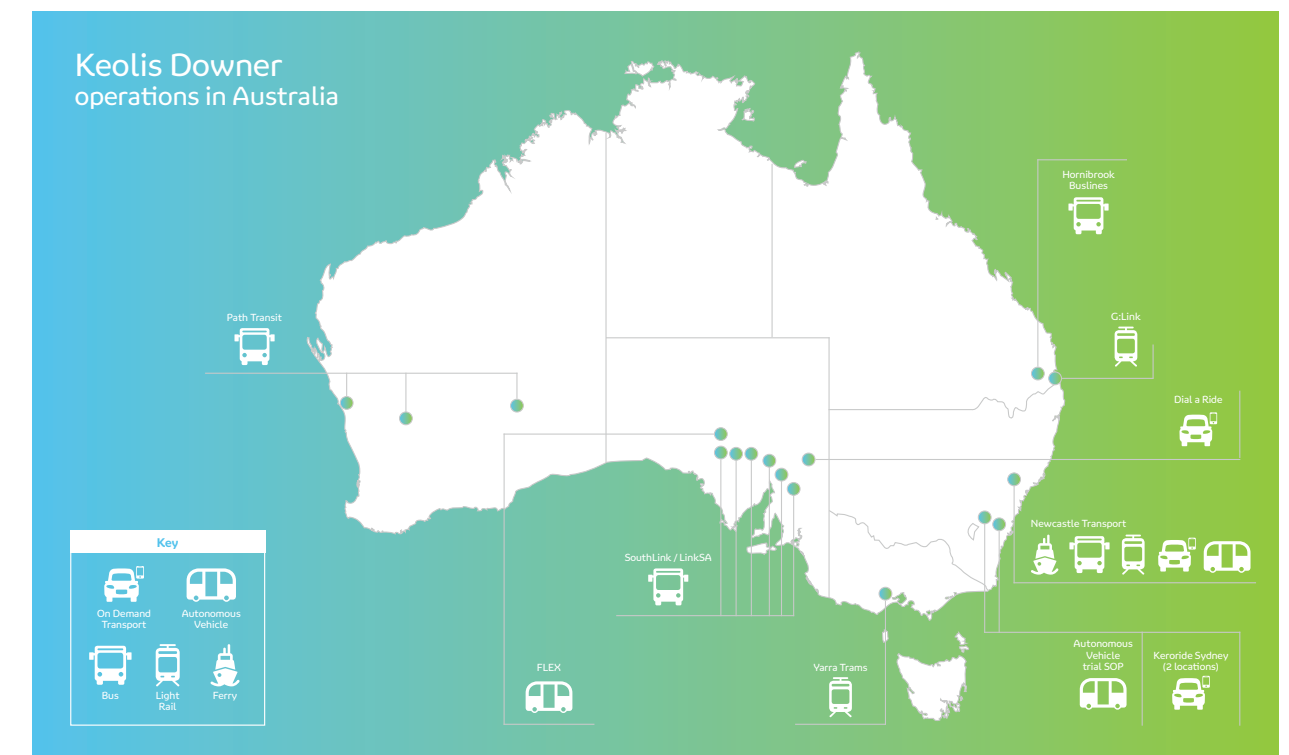 Keolis Downer
operations in Australia
Hornibrook
Buslines
G:Link
Path Transit
Dial a Ride
Newcastle Transport
SouthLink / LinkSA
Key
On Demand
Transport
Autonomous
Vehicle
Bus
Light
Rail
Ferry
FLEX
Yarra Trams
Autonomous
Vehicle
trial SOP
Keroride Sydney
(2 locations)